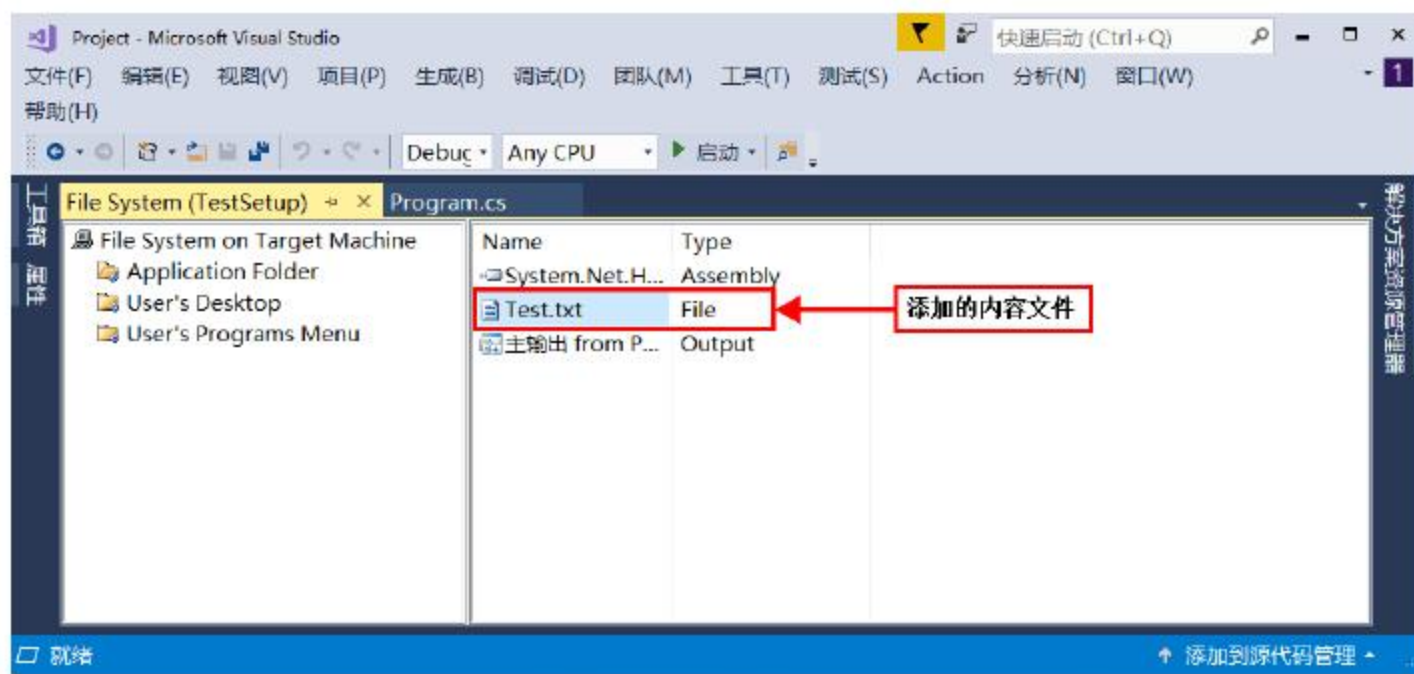 Project - Microsoft Visual Studio
快速启动 (Ctrl+Q)
文件(F) 编辑(E) 视图(V) 项目(P) 生成(B) 调试(D) 团队(M) 工具(T) 测试(S) Action 分析(N) 窗口(W)
1
帮助(H)
Debug Any CPU 启动
工具箱
属性
File System (TestSetup) Program.cs
File System on Target Machine
Application Folder
User's Desktop
User's Programs Menu
Name Type
System.Net.H... Assembly
Test.txt File
主输出 from P... Output
添加的内容文件
解决方案资源管理器
就绪
添加到源代码管理